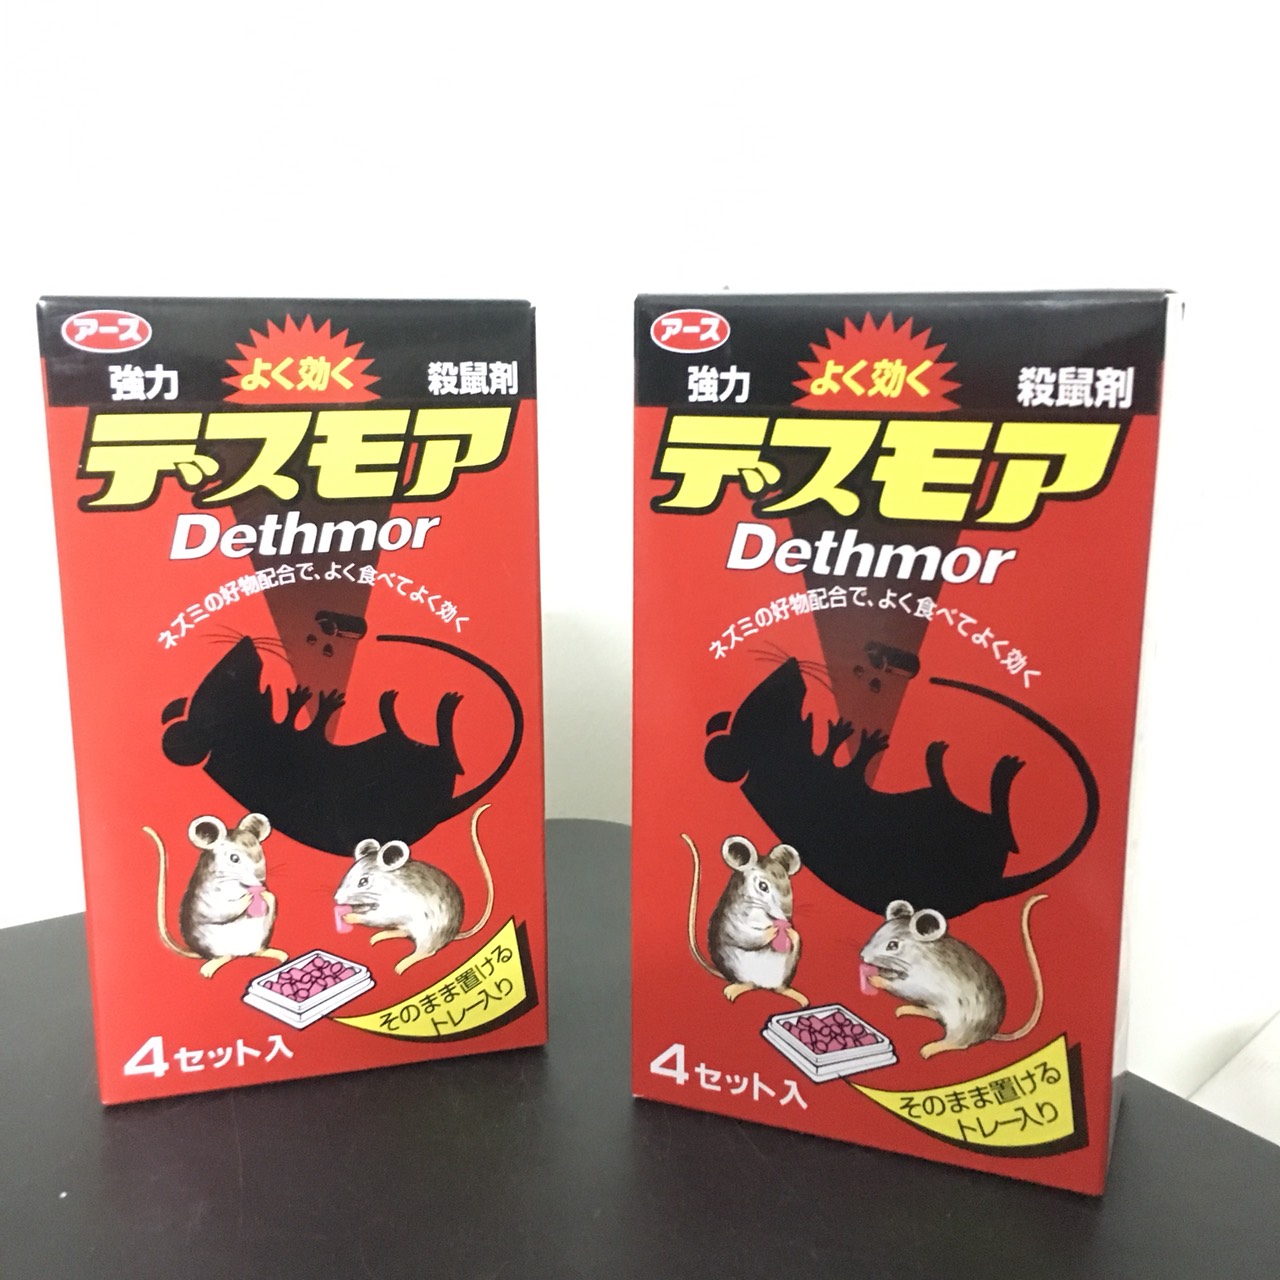 アース
強力
よく効く
殺鼠剤
デスモア
Dethmor
ネズミの好物配合で、よく食べてよく効く
そのまま置ける
トレー入り
4セット入
アース
強力
よく効く
殺鼠剤
デスモア
Dethmor
ネズミの好物配合で、よく食べてよく効く
そのまま置ける
トレー入り
4セット入